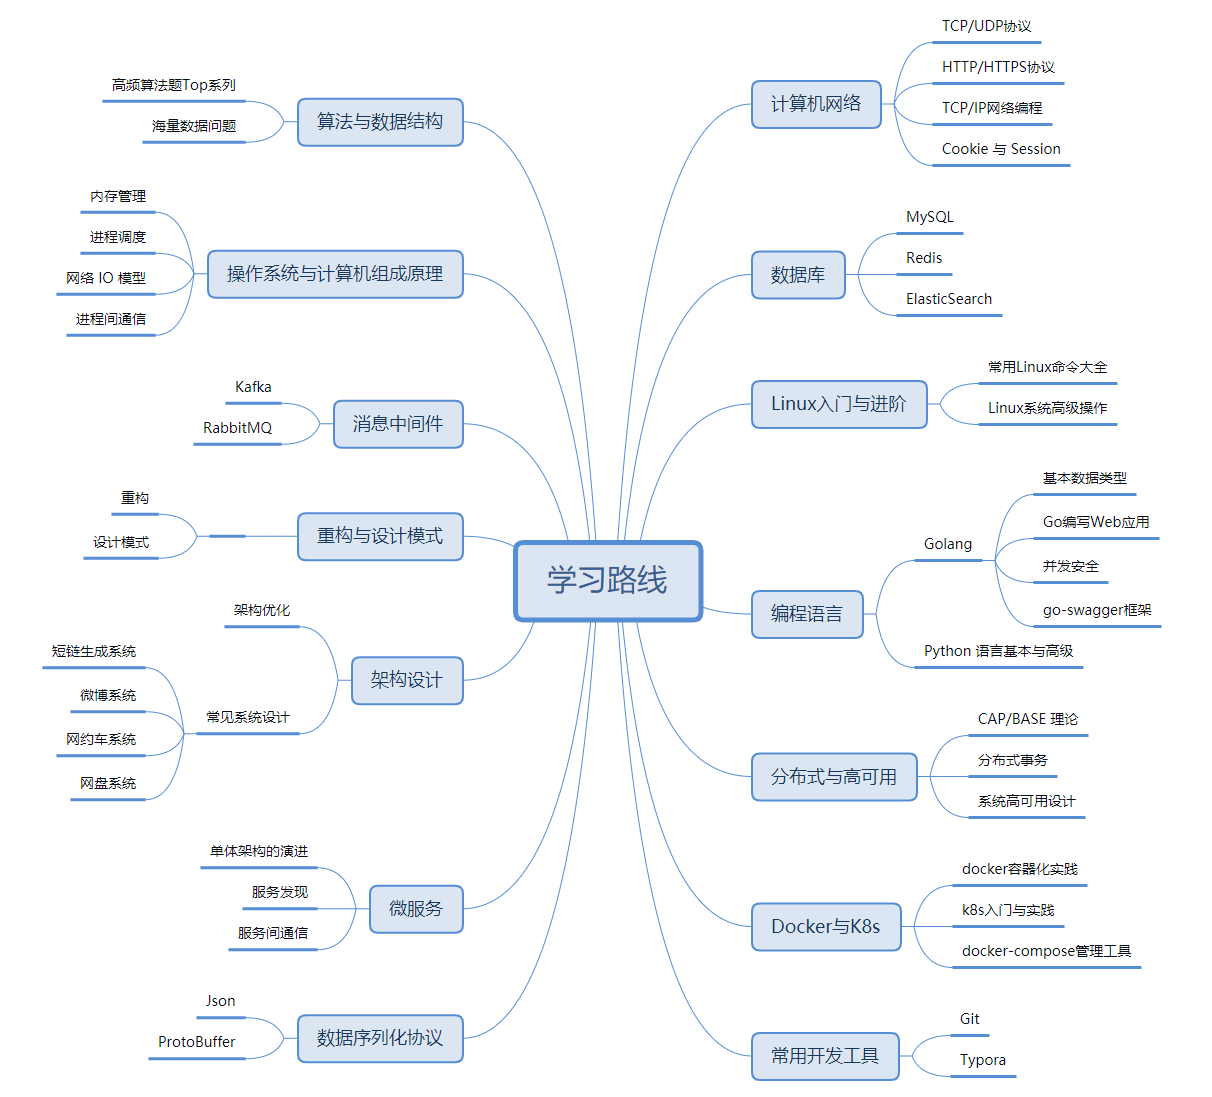 学习路线
计算机网络
TCP/UDP协议
HTTP/HTTPS协议
TCP/IP网络编程
Cookie 与 Session
数据库
MySQL
Redis
ElasticSearch
Linux入门与进阶
常用Linux命令大全
Linux系统高级操作
编程语言
Golang
基本数据类型
Go编写Web应用
并发安全
go-swagger框架
Python 语言基本与高级
分布式与高可用
CAP/BASE 理论
分布式事务
系统高可用设计
Docker与K8s
docker容器化实践
k8s入门与实践
docker-compose管理工具
常用开发工具
Git
Typora
算法与数据结构
高频算法题Top系列
海量数据问题
操作系统与计算机组成原理
内存管理
进程调度
网络 IO 模型
进程间通信
消息中间件
Kafka
RabbitMQ
重构与设计模式
重构
设计模式
架构设计
架构优化
常见系统设计
短链生成系统
微博系统
网约车系统
网盘系统
微服务
单体架构的演进
服务发现
服务间通信
数据序列化协议
Json
ProtoBuffer